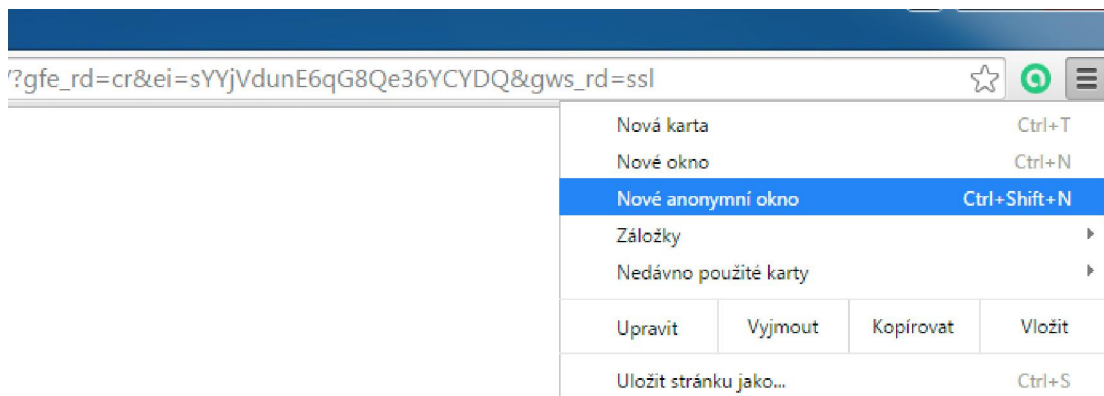 /?gfe_rd=cr&ei=sYYjVdunE6qG8Qe36YCYDQ&gws_rd=ssl
Nová karta Ctrl+T
Nové okno Ctrl+N
Nové anonymní okno Ctrl+Shift+N
Záložky
Nedávno použité karty
Upravit Vyjmout Kopírovat Vložit
Uložit stránku jako... Ctrl+S